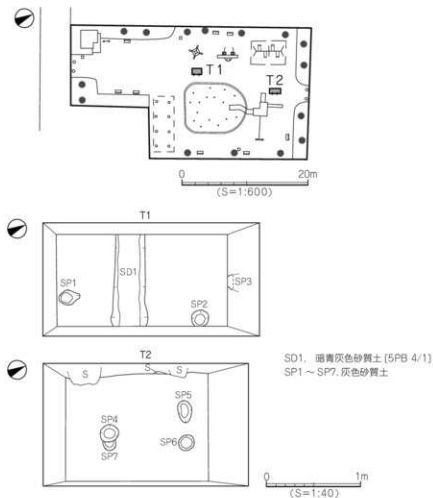 T1
T2
0 20m
(S=1:600)
T1
SP1
SD1
SP2
SP3
T2
S
S
S
SP4
SP5
SP7
SP6
SD1. 暗青灰色砂質土 [5PB 4/1]
SP1 ～ SP7. 灰色砂質土
0 1m
(S=1:40)